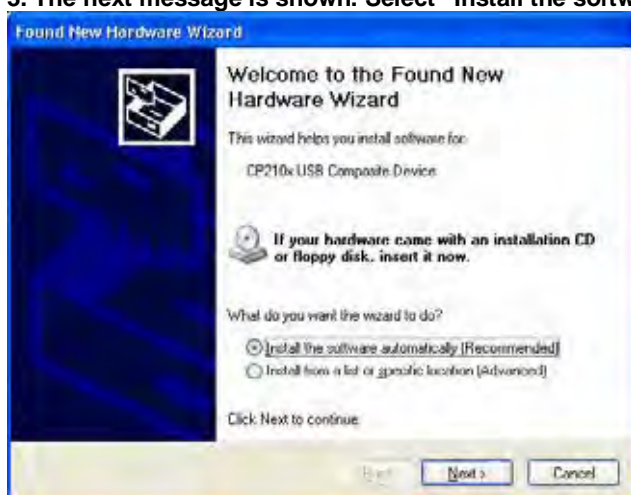 3. The next message is shown. Select "Install the softw
Found New Hardware Wizard
Welcome to the Found New
Hardware Wizard
This wizard helps you install software for:
CP210x USB Composite Device
If your hardware came with an installation CD
or floppy disk, insert it now.
What do you want the wizard to do?
Install the software automatically (Recommended)
Install from a list or specific location (Advanced)
Click Next to continue.
< Back
Next >
Cancel